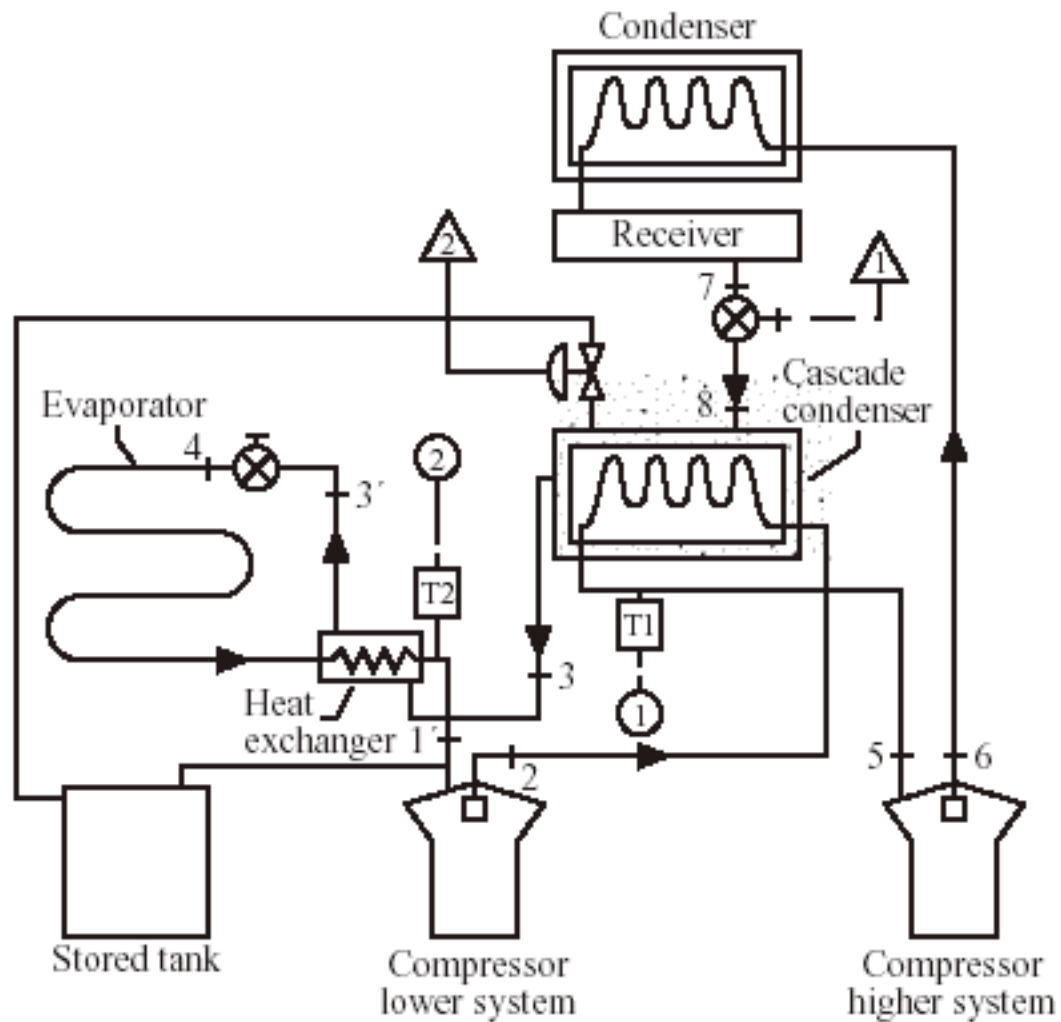 Condenser
Receiver
2
1
7
Cascade
condenser
8
Evaporator
4
2
3´
T2
T1
3
Heat
exchanger
1´
1
2
5
6
Stored tank
Compressor
lower system
Compressor
higher system